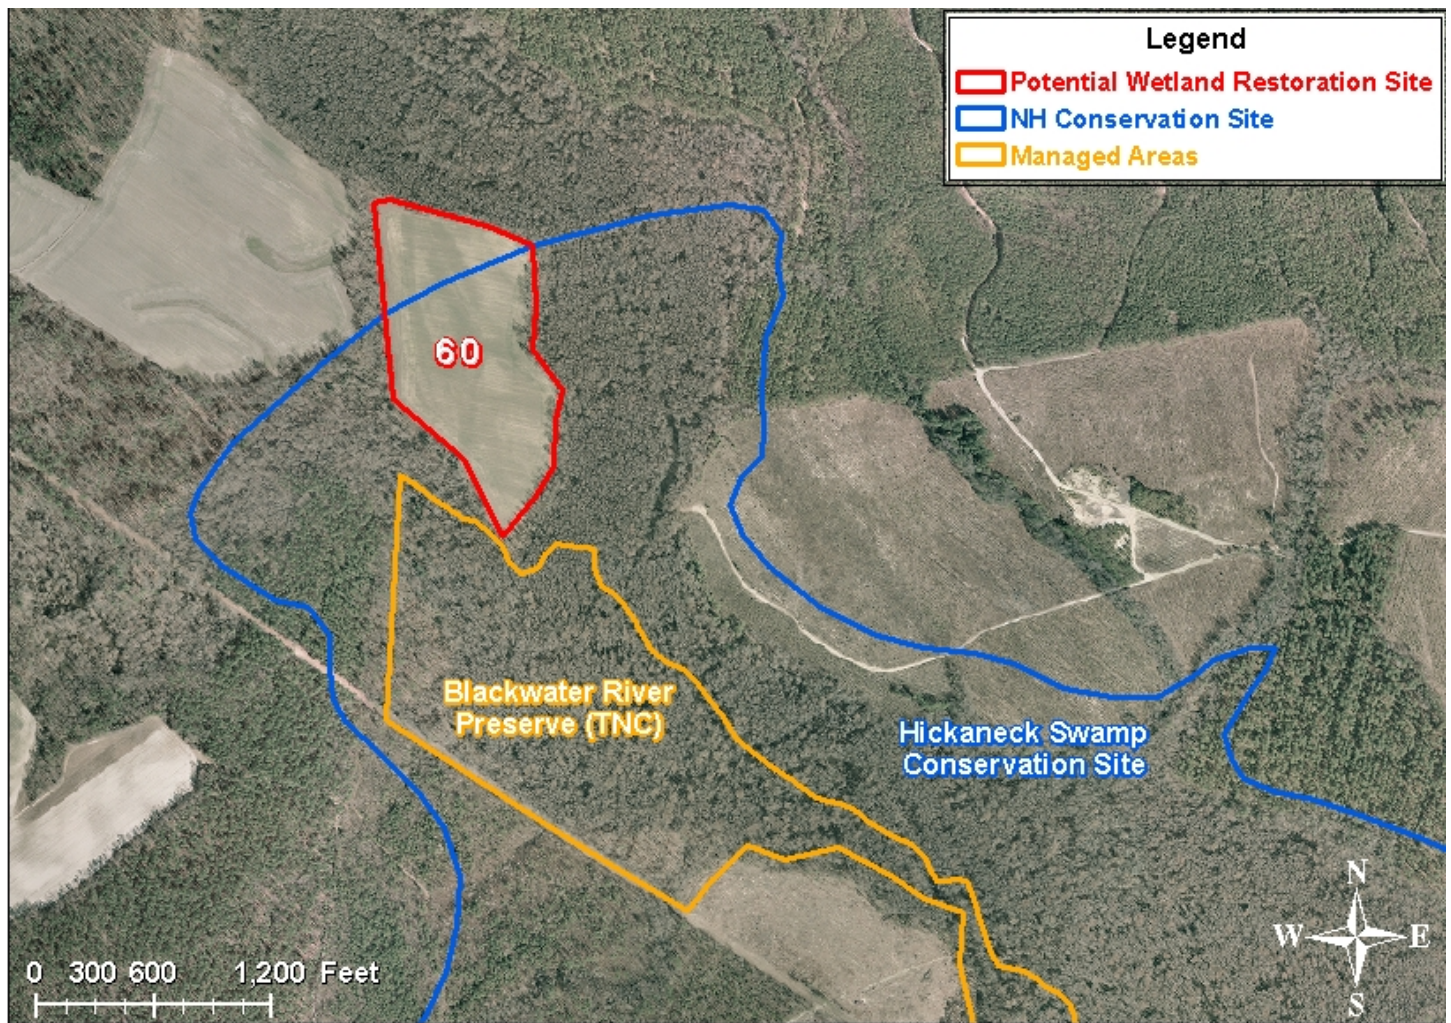 Legend
Potential Wetland Restoration Site
NH Conservation Site
Managed Areas
60
Blackwater River
Preserve (TNC)
Hickaneck Swamp
Conservation Site
N
W E
S
0 300 600 1,200 Feet